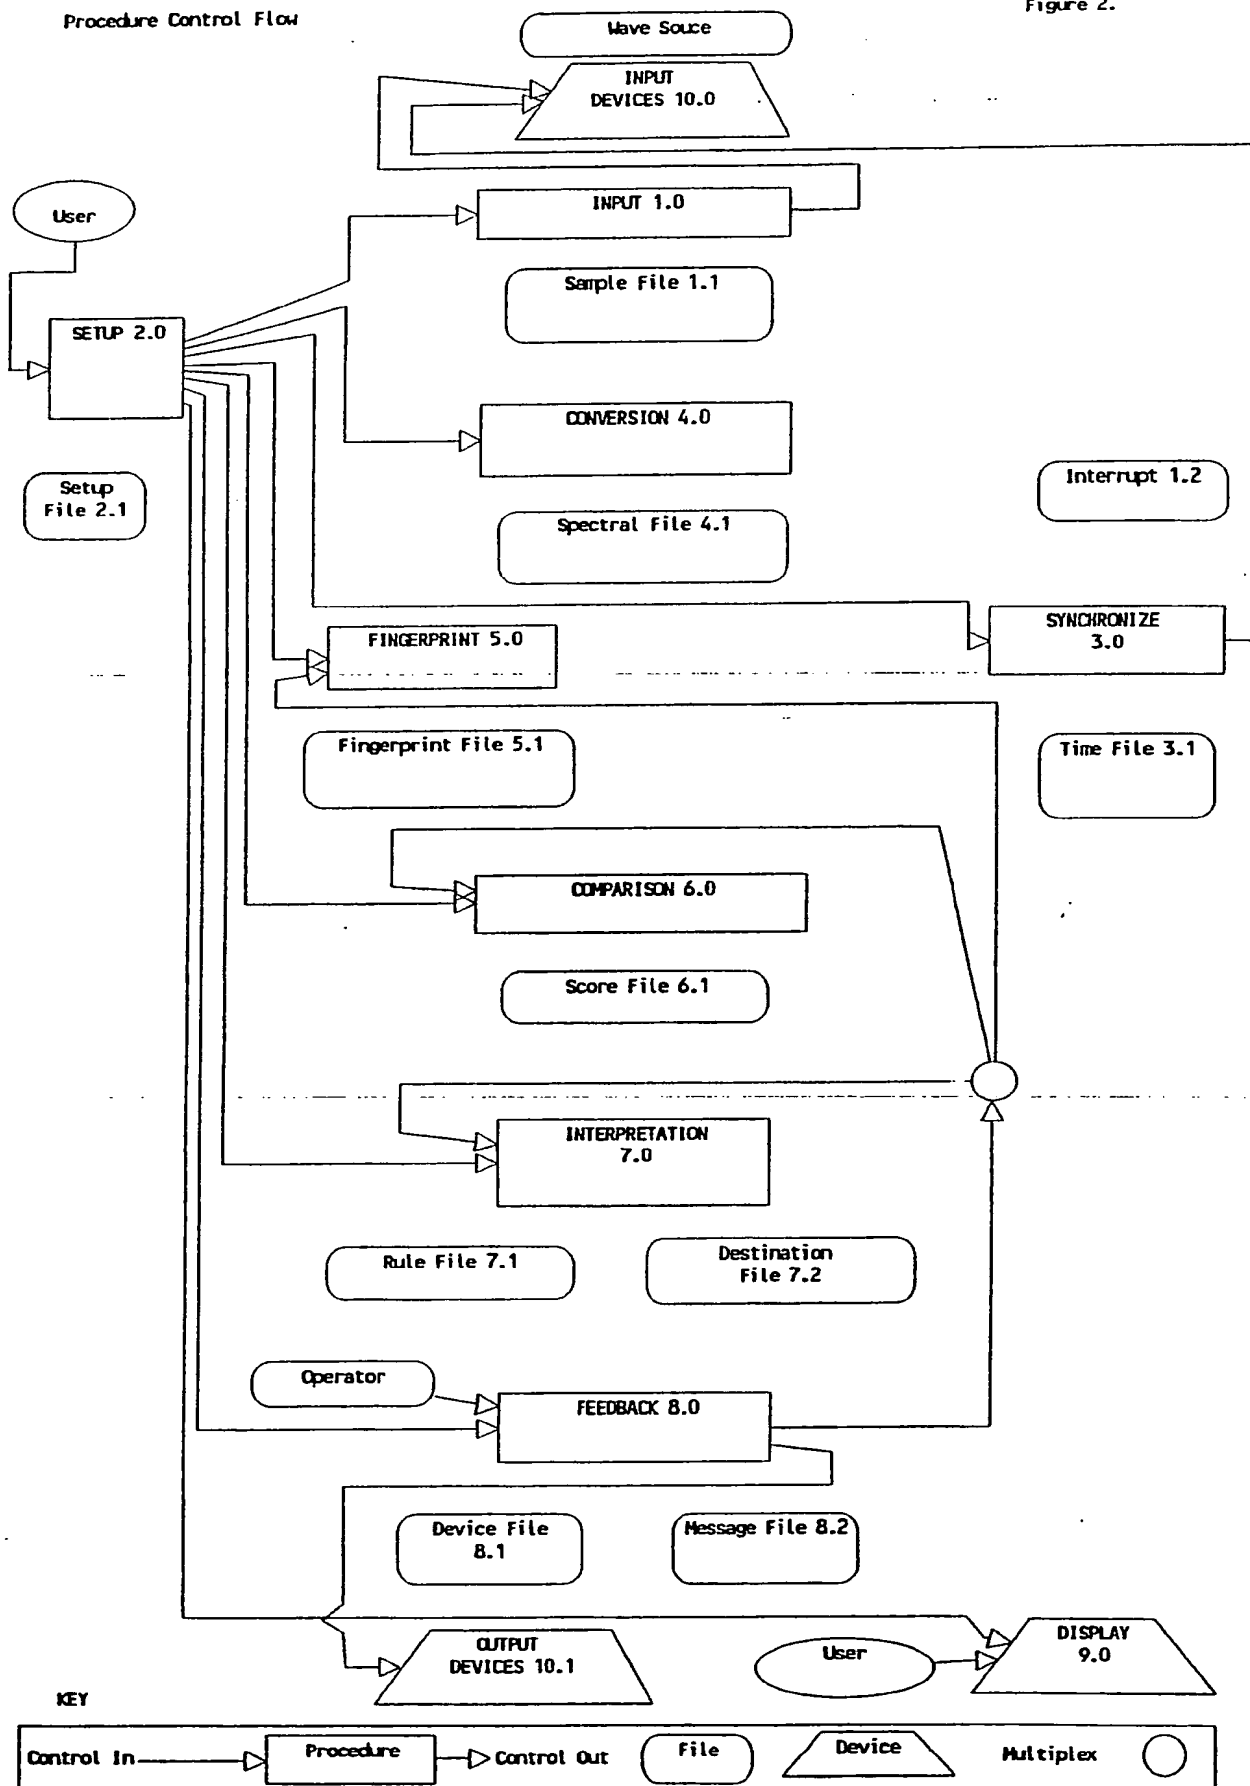 Procedure Control Flow
Figure 2.
Wave Souce
INPUT
DEVICES 10.0
User
INPUT 1.0
Sample File 1.1
SETUP 2.0
CONVERSION 4.0
Setup
File 2.1
Interrupt 1.2
Spectral File 4.1
SYNCHRONIZE
3.0
FINGERPRINT 5.0
Fingerprint File 5.1
Time File 3.1
COMPARISON 6.0
Score File 6.1
INTERPRETATION
7.0
Rule File 7.1
Destination
File 7.2
Operator
FEEDBACK 8.0
Device File
8.1
Message File 8.2
OUTPUT
DEVICES 10.1
User
DISPLAY
9.0
KEY
Control In
Procedure
Control Out
File
Device
Multiplex